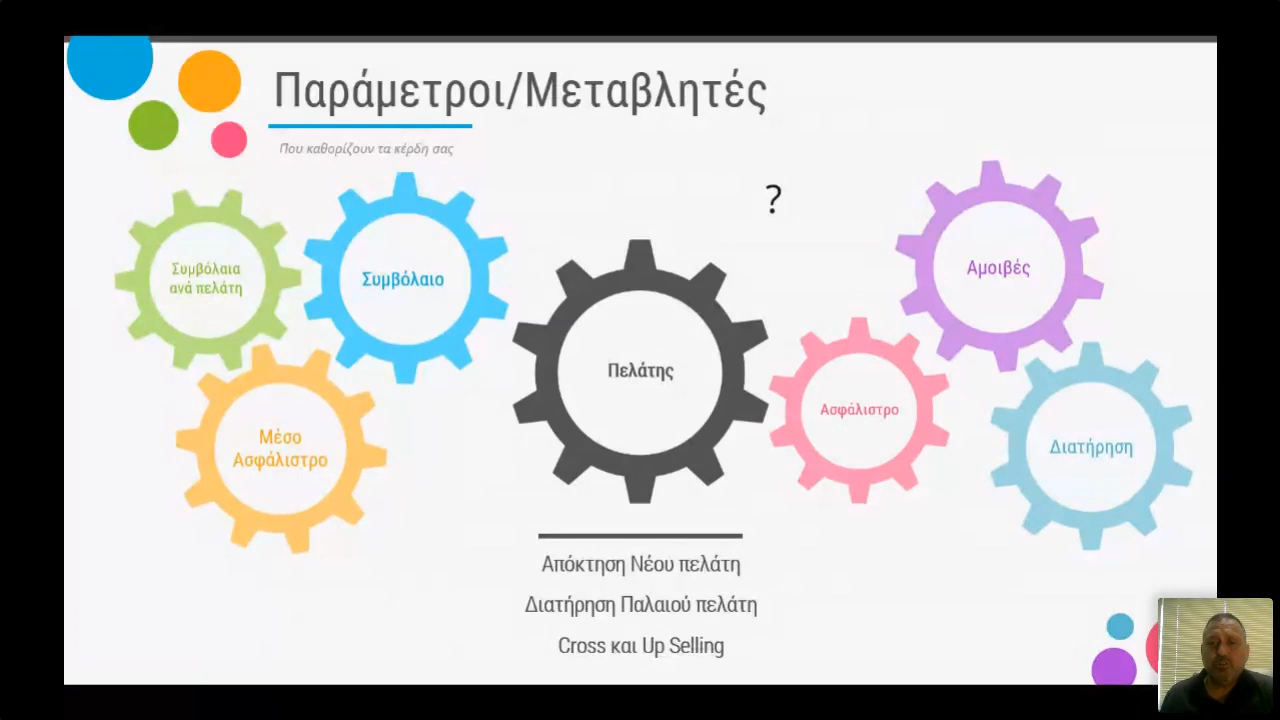 Παράμετροι/Μεταβλητές
Που καθορίζουν τα κέρδη σας
?
Συμβόλαια
ανά πελάτη
Συμβόλαιο
Μέσο
Ασφάλιστρο
Πελάτης
Ασφάλιστρο
Αμοιβές
Διατήρηση
Απόκτηση Νέου πελάτη
Διατήρηση Παλαιού πελάτη
Cross και Up Selling